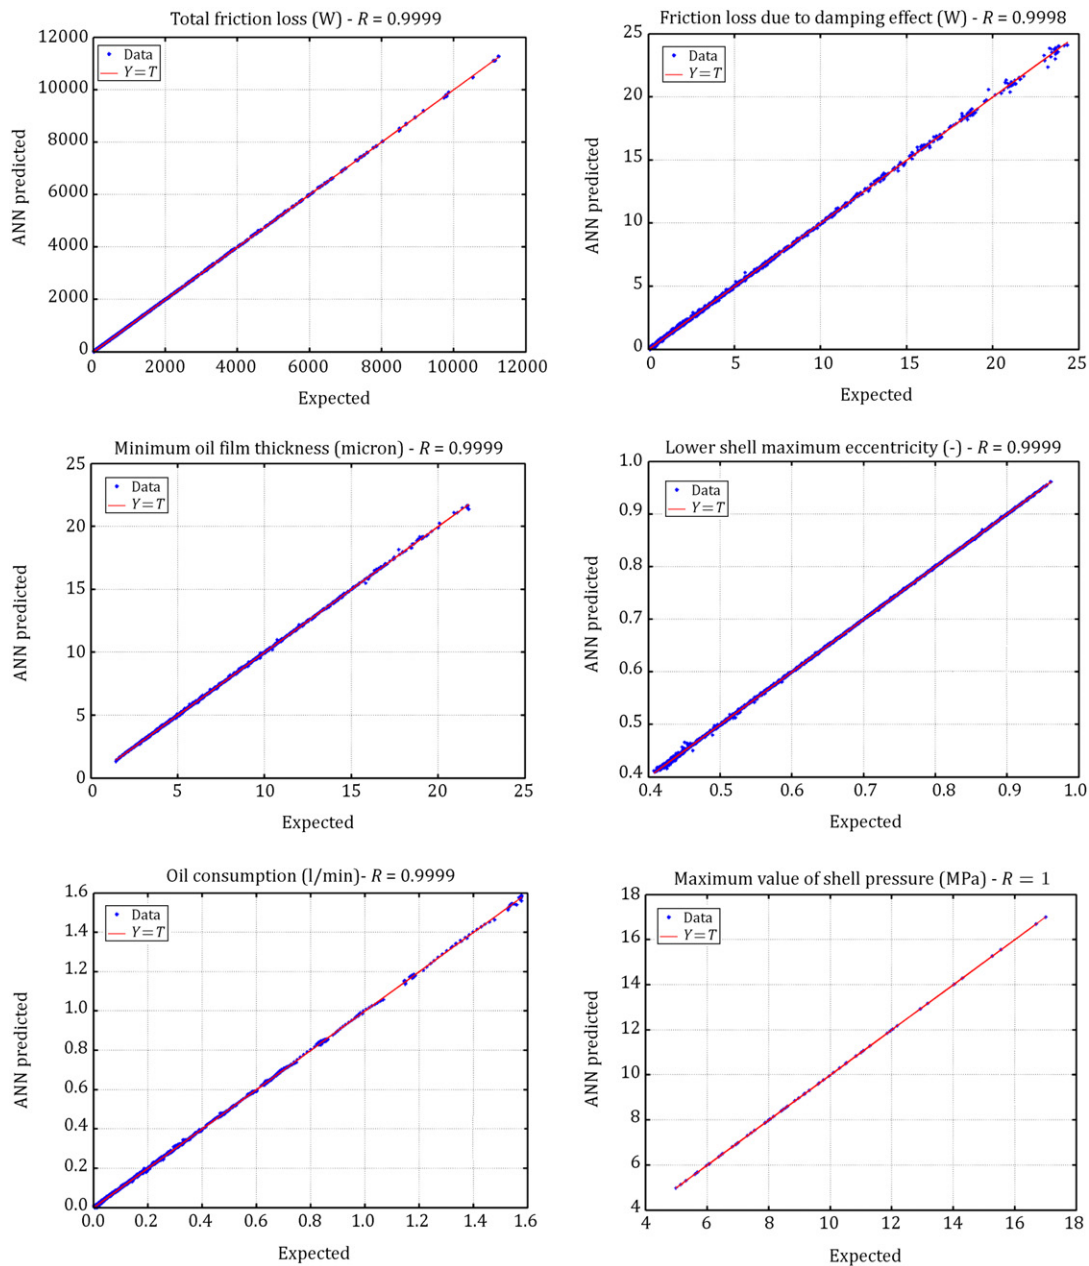 Total friction loss (W) - R = 0.9999
12000
10000
8000
6000
4000
2000
0
ANN predicted
Data
Y = T
0 2000 4000 6000 8000 10000 12000
Expected
Friction loss due to damping effect (W) - R = 0.9998
25
20
15
10
5
0
ANN predicted
Data
Y = T
0 5 10 15 20 25
Expected
Minimum oil film thickness (micron) - R = 0.9999
25
20
15
10
5
0
ANN predicted
Data
Y = T
0 5 10 15 20 25
Expected
Lower shell maximum eccentricity (-) - R = 0.9999
1.0
0.9
0.8
0.7
0.6
0.5
0.4
ANN predicted
Data
Y = T
0.4 0.5 0.6 0.7 0.8 0.9 1.0
Expected
Oil consumption (l/min)- R = 0.9999
1.6
1.4
1.2
1.0
0.8
0.6
0.4
0.2
0.0
ANN predicted
Data
Y = T
0.0 0.2 0.4 0.6 0.8 1.0 1.2 1.4 1.6
Expected
Maximum value of shell pressure (MPa) - R = 1
18
16
14
12
10
8
6
4
ANN predicted
Data
Y = T
4 6 8 10 12 14 16 18
Expected